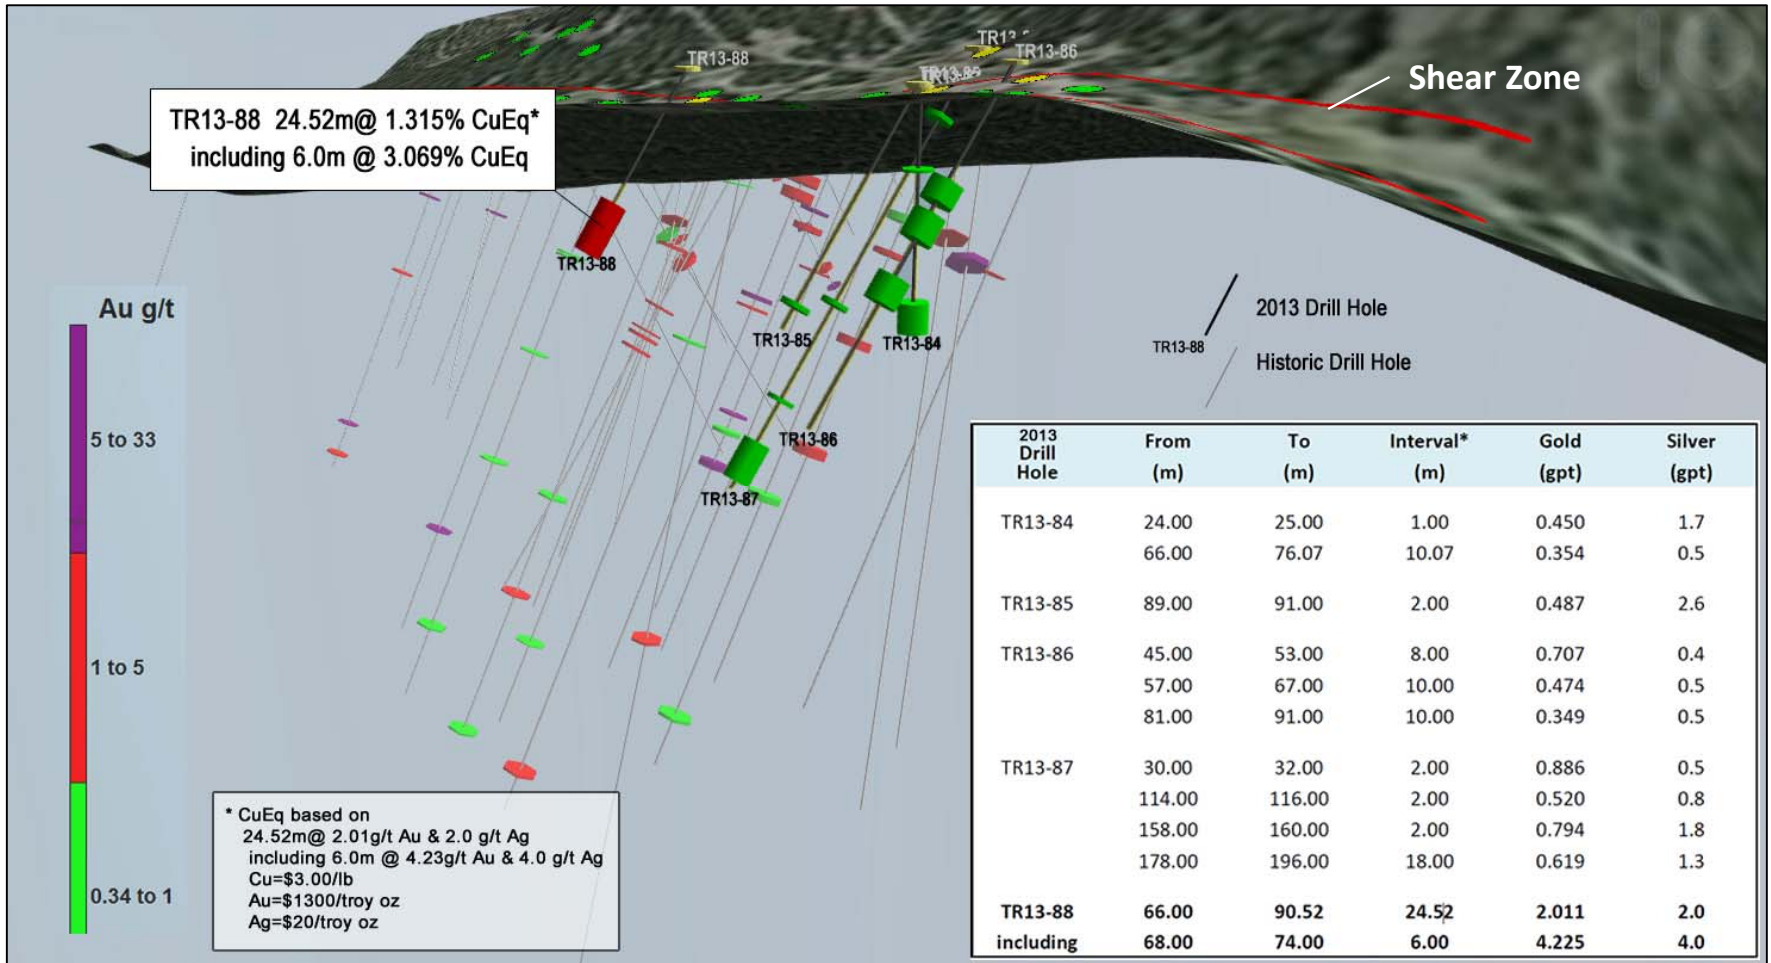 TR13-88
TR13-86
Shear Zone
TR13-88 24.52m@ 1.315% CuEq*
including 6.0m @ 3.069% CuEq
TR13-88
TR13-85
TR13-84
TR13-86
TR13-87
Au g/t
5 to 33
1 to 5
0.34 to 1
2013 Drill Hole
TR13-88
Historic Drill Hole
* CuEq based on
24.52m@ 2.01g/t Au & 2.0 g/t Ag
including 6.0m @ 4.23g/t Au & 4.0 g/t Ag
Cu=$3.00/lb
Au=$1300/troy oz
Ag=$20/troy oz
2013 Drill Hole From (m) To (m) Interval* (m) Gold (gpt) Silver (gpt)
TR13-84 24.00 25.00 1.00 0.450 1.7
66.00 76.07 10.07 0.354 0.5
TR13-85 89.00 91.00 2.00 0.487 2.6
TR13-86 45.00 53.00 8.00 0.707 0.4
57.00 67.00 10.00 0.474 0.5
81.00 91.00 10.00 0.349 0.5
TR13-87 30.00 32.00 2.00 0.886 0.5
114.00 116.00 2.00 0.520 0.8
158.00 160.00 2.00 0.794 1.8
178.00 196.00 18.00 0.619 1.3
TR13-88 66.00 90.52 24.52 2.011 2.0
including 68.00 74.00 6.00 4.225 4.0